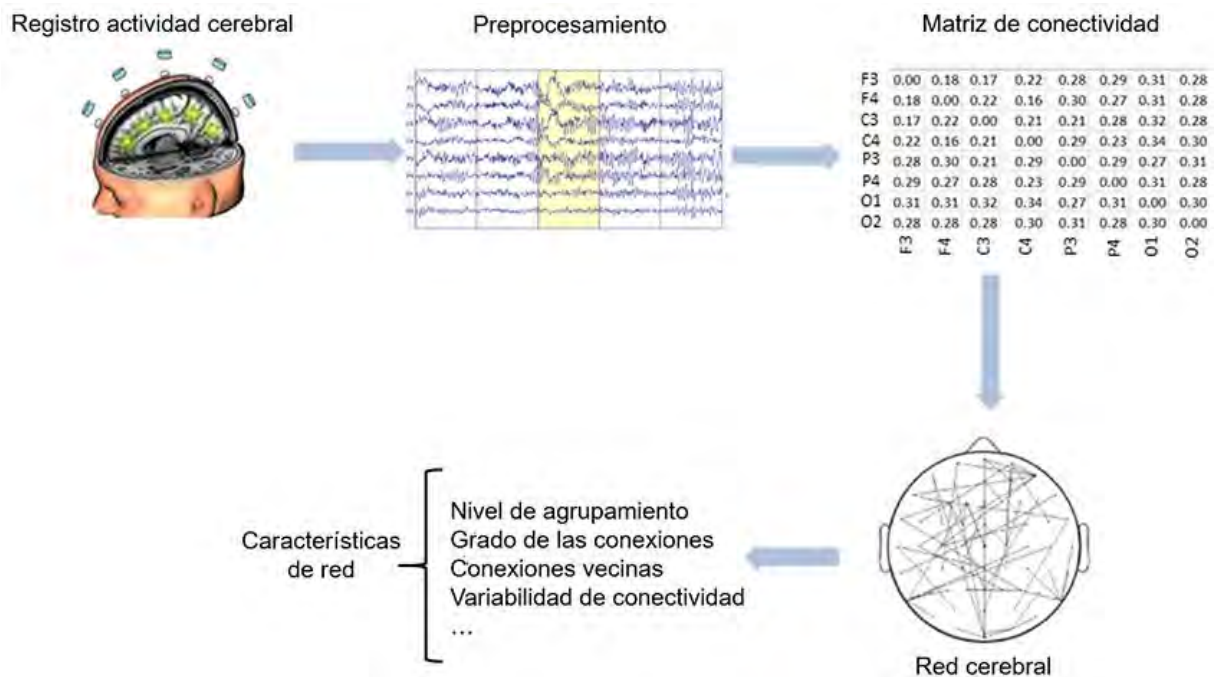 Registro actividad cerebral
Preprocesamiento
Matriz de conectividad
F3 0.00 0.18 0.17 0.22 0.28 0.29 0.31 0.28
F4 0.18 0.00 0.22 0.16 0.30 0.27 0.31 0.28
C3 0.17 0.22 0.00 0.21 0.21 0.28 0.32 0.28
C4 0.22 0.16 0.21 0.00 0.29 0.23 0.34 0.30
P3 0.28 0.30 0.21 0.29 0.00 0.29 0.27 0.31
P4 0.29 0.27 0.28 0.23 0.29 0.00 0.31 0.28
O1 0.31 0.31 0.32 0.34 0.27 0.31 0.00 0.30
O2 0.28 0.28 0.28 0.30 0.31 0.28 0.30 0.00
F3 F4 C3 C4 P3 P4 O1 O2
Características
de red
Nivel de agrupamiento
Grado de las conexiones
Conexiones vecinas
Variabilidad de conectividad
...
Red cerebral